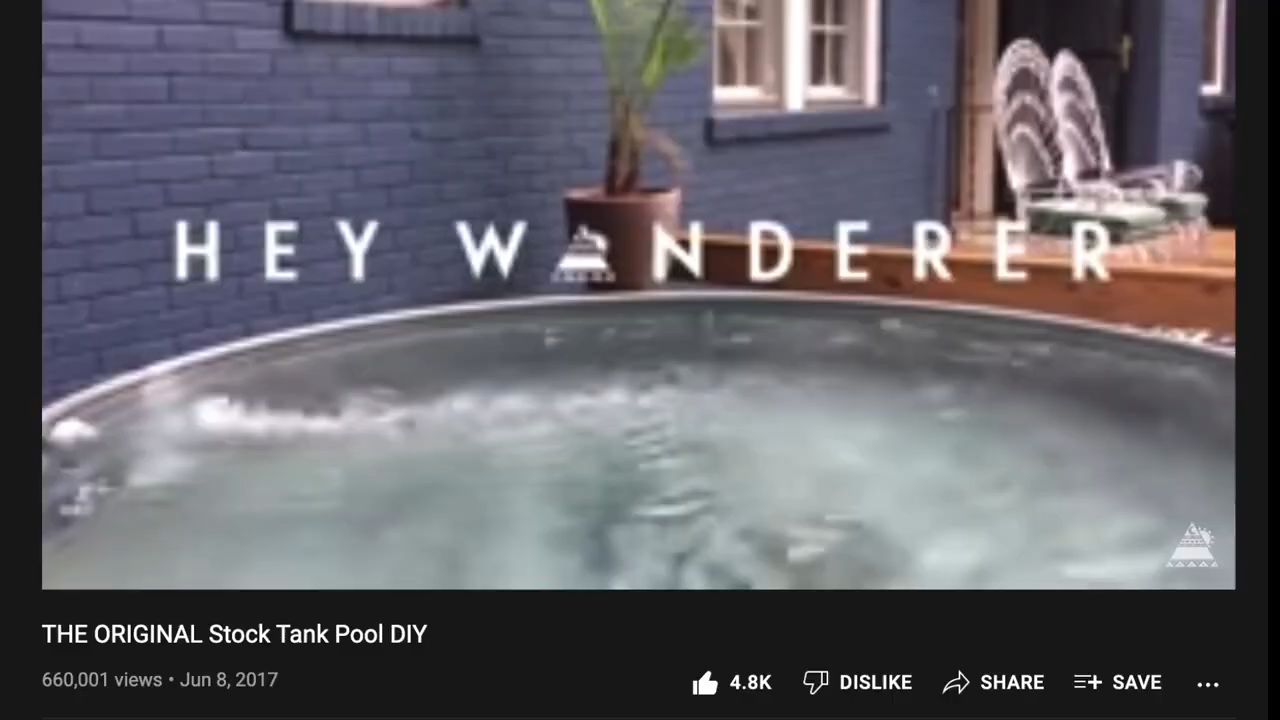 HEY WANDERER
THE ORIGINAL Stock Tank Pool DIY
660,001 views • Jun 8, 2017
4.8K DISLIKE SHARE SAVE